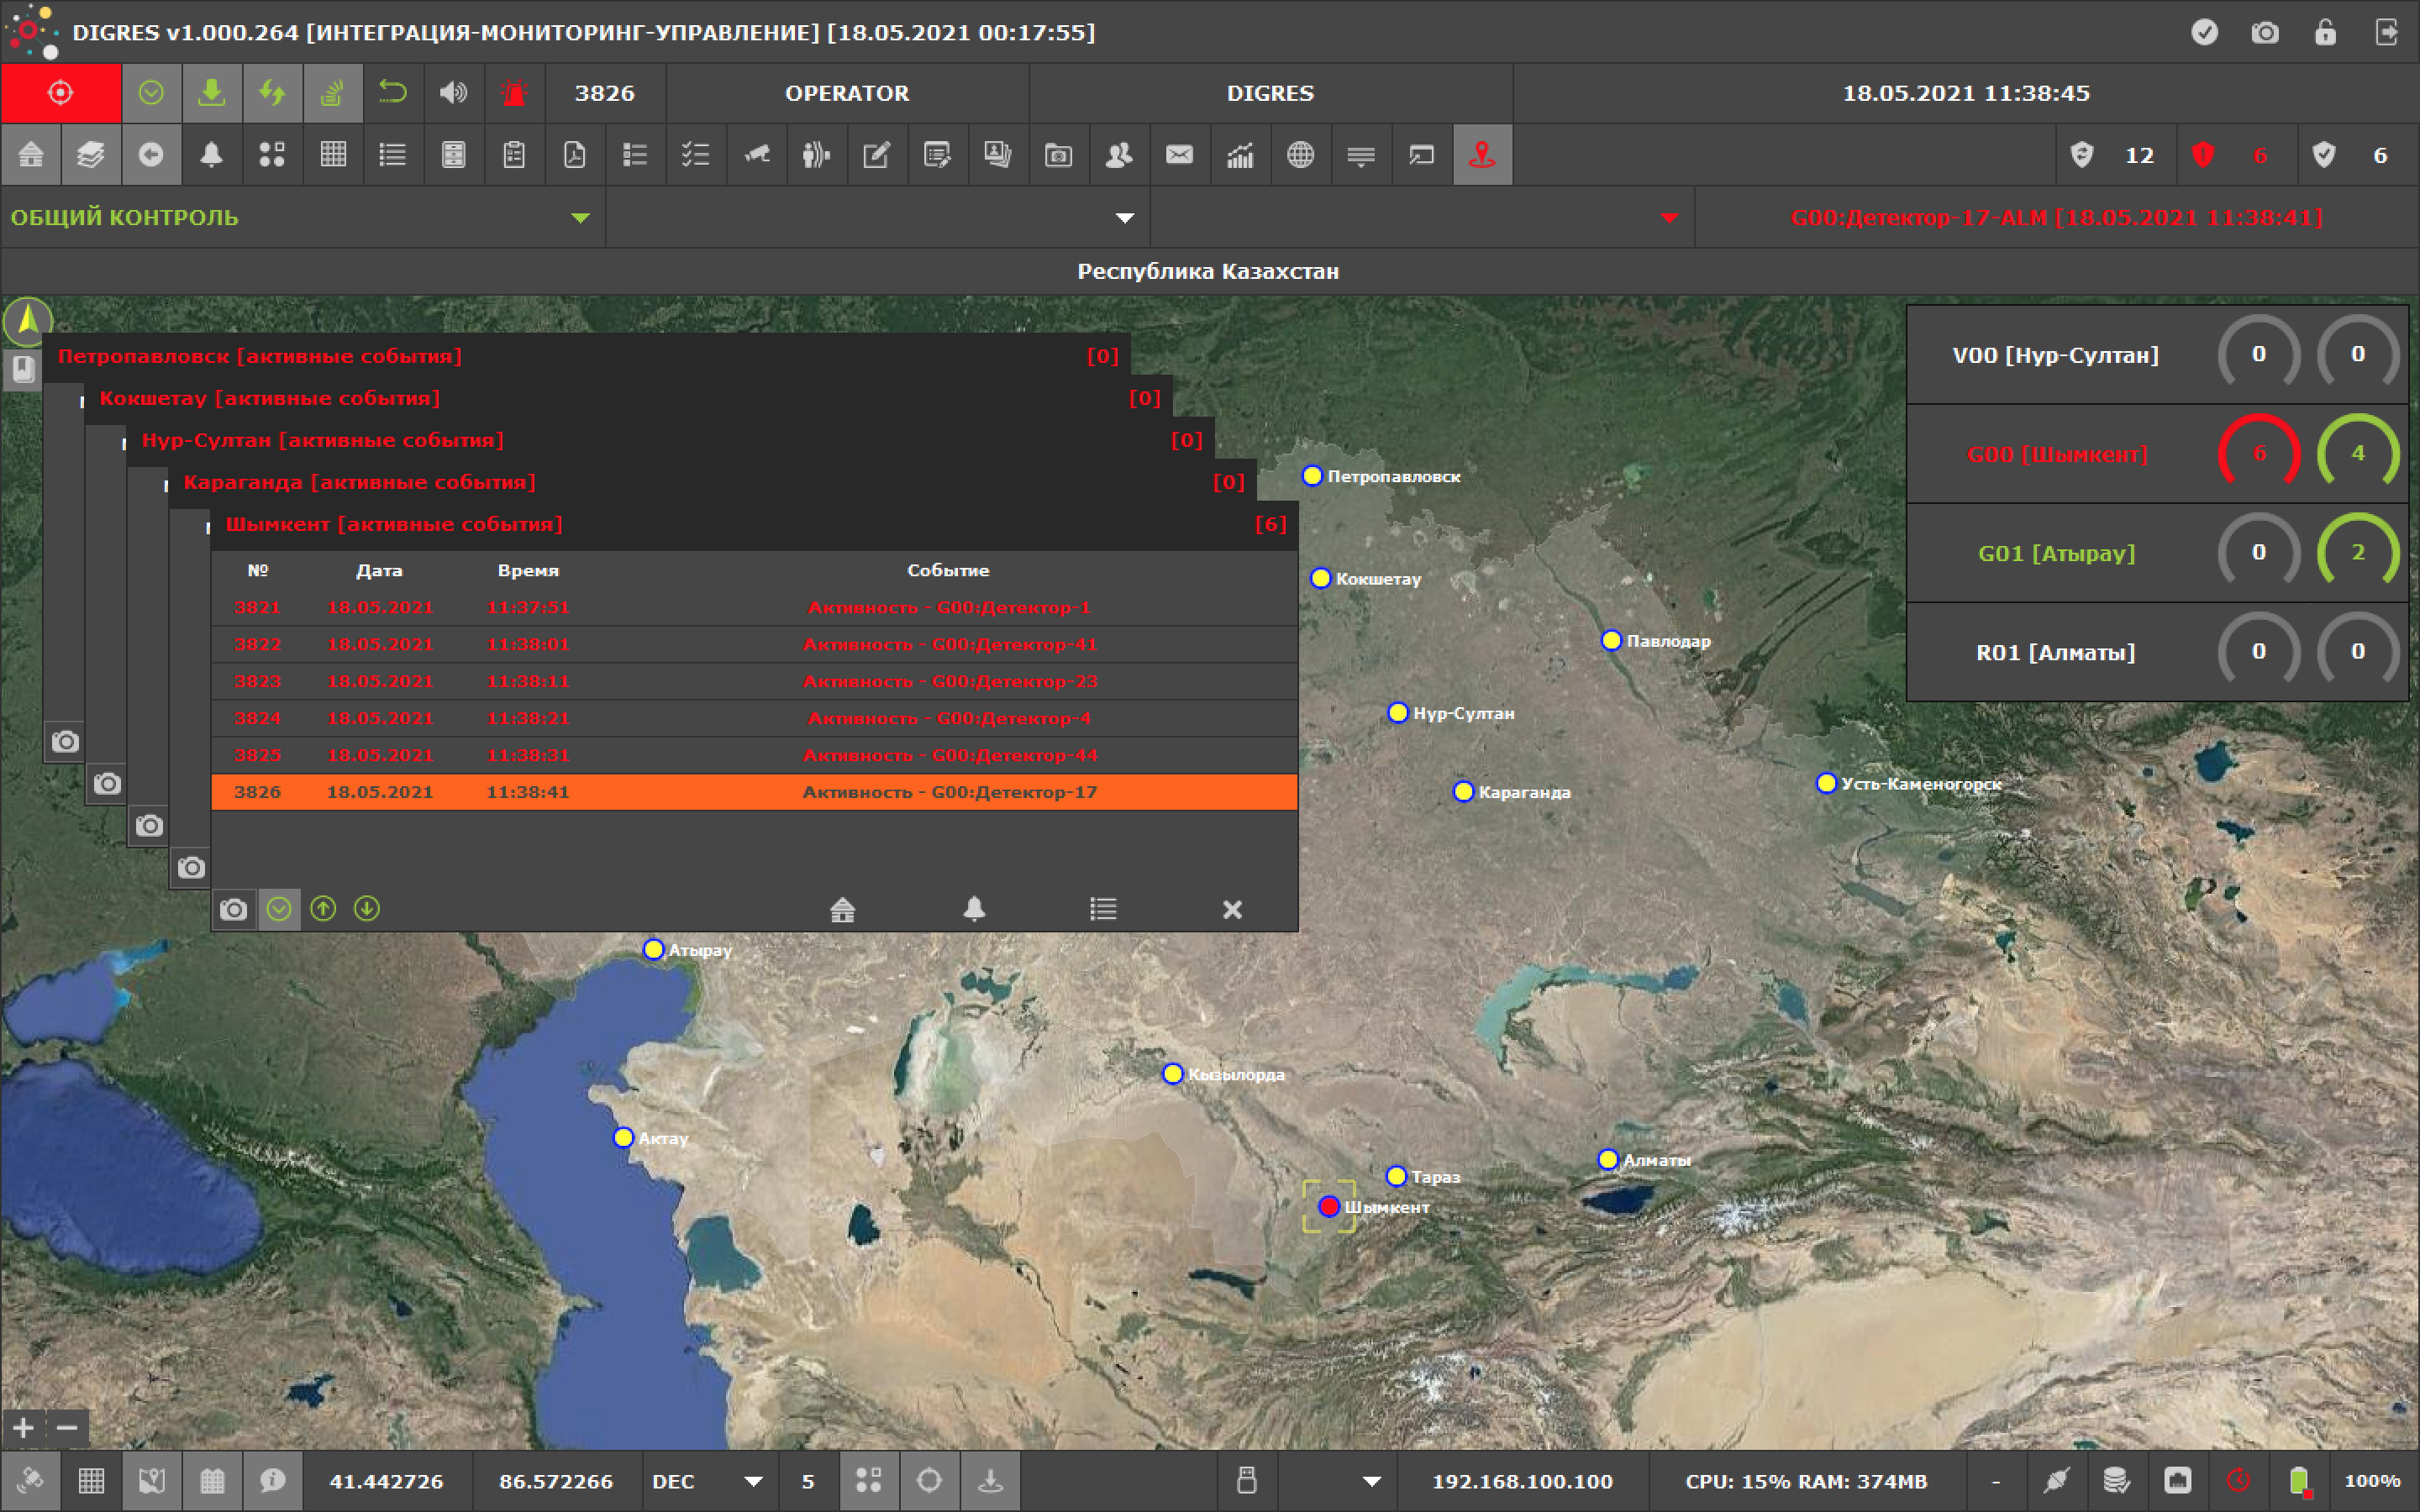 DIGRES v1.000.264 [ИНТЕГРАЦИЯ-МОНИТОРИНГ-УПРАВЛЕНИЕ] [18.05.2021 00:17:55]
3826 OPERATOR DIGRES 18.05.2021 11:38:45
12 6 6
ОБЩИЙ КОНТРОЛЬ G00:Детектор-17-ALM [18.05.2021 11:38:41]
Республика Казахстан
Петропавловск [активные события] [0]
Кокшетау [активные события] [0]
Нур-Султан [активные события] [0]
Караганда [активные события] [0]
Шымкент [активные события] [6]
№ Дата Время Событие
3821 18.05.2021 11:37:51 Активность - G00:Детектор-1
3822 18.05.2021 11:38:01 Активность - G00:Детектор-41
3823 18.05.2021 11:38:11 Активность - G00:Детектор-23
3824 18.05.2021 11:38:21 Активность - G00:Детектор-4
3825 18.05.2021 11:38:31 Активность - G00:Детектор-44
3826 18.05.2021 11:38:41 Активность - G00:Детектор-17
V00 [Нур-Султан] 0 0
G00 [Шымкент] 6 4
G01 [Атырау] 0 2
R01 [Алматы] 0 0
Петропавловск
Кокшетау
Павлодар
Нур-Султан
Усть-Каменогорск
Караганда
Атырау
Кызылорда
Актау
Алматы
Тараз
Шымкент
41.442726 86.572266 DEC 5 192.168.100.100 CPU: 15% RAM: 374MB - 100%